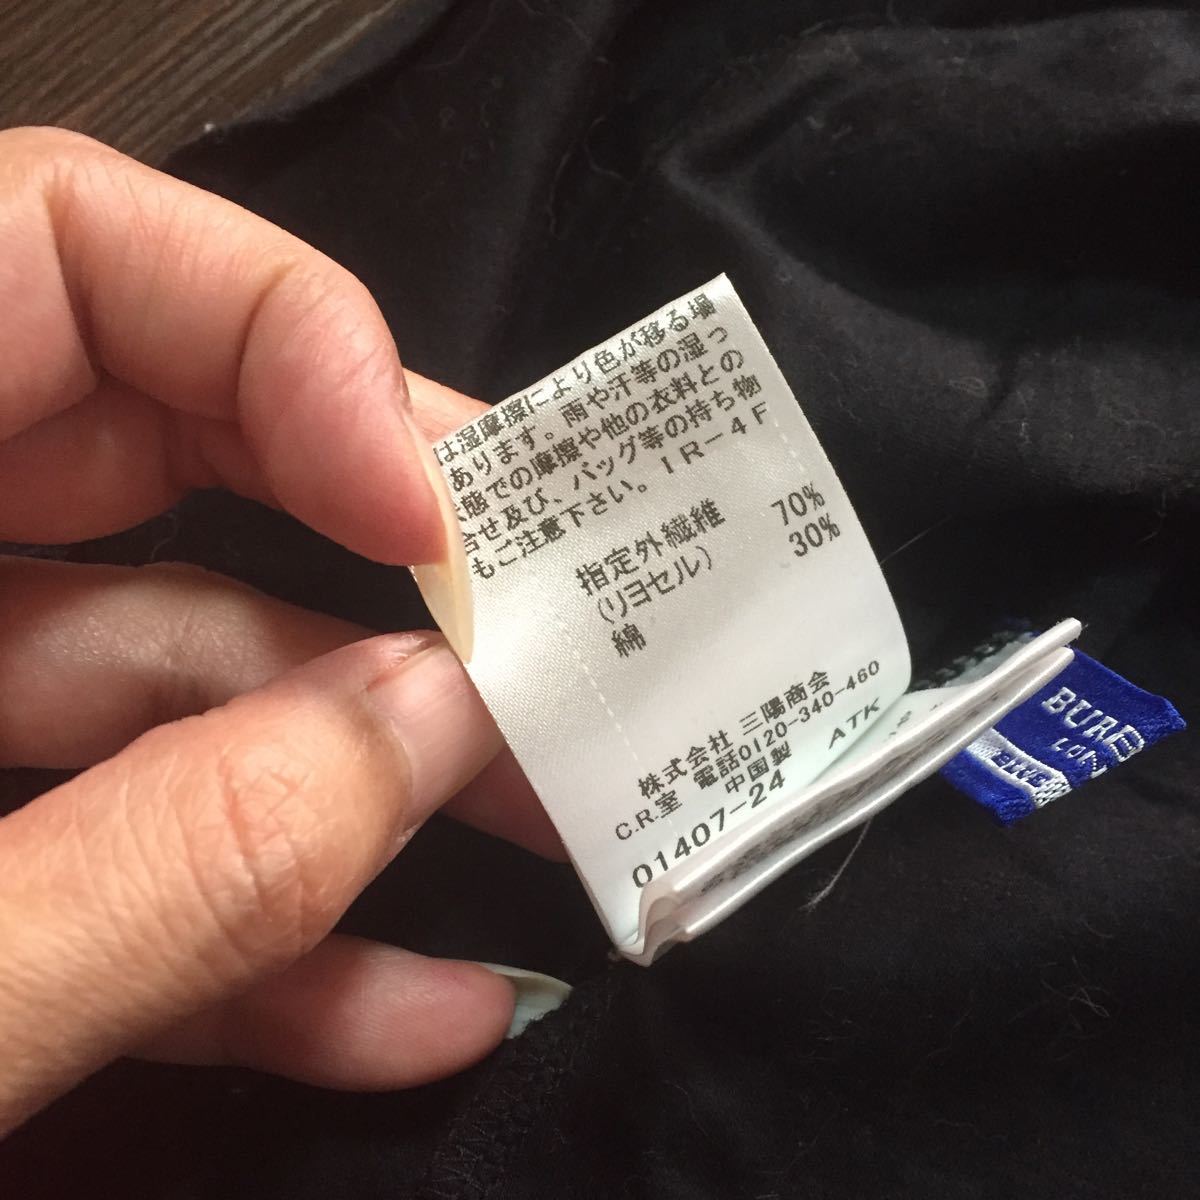 は湿摩擦により色が移る場
あります。雨や汗等の湿っ
態での摩擦や他の衣料との
合せ及び、バッグ等の持ち物
もご注意下さい。 IR-4F
指定外繊維 70%
(リヨセル) 30%
綿
株式会社 三陽商会
C.R.室 電話0120-340-460
中国製 ATK
01407-24
BUR